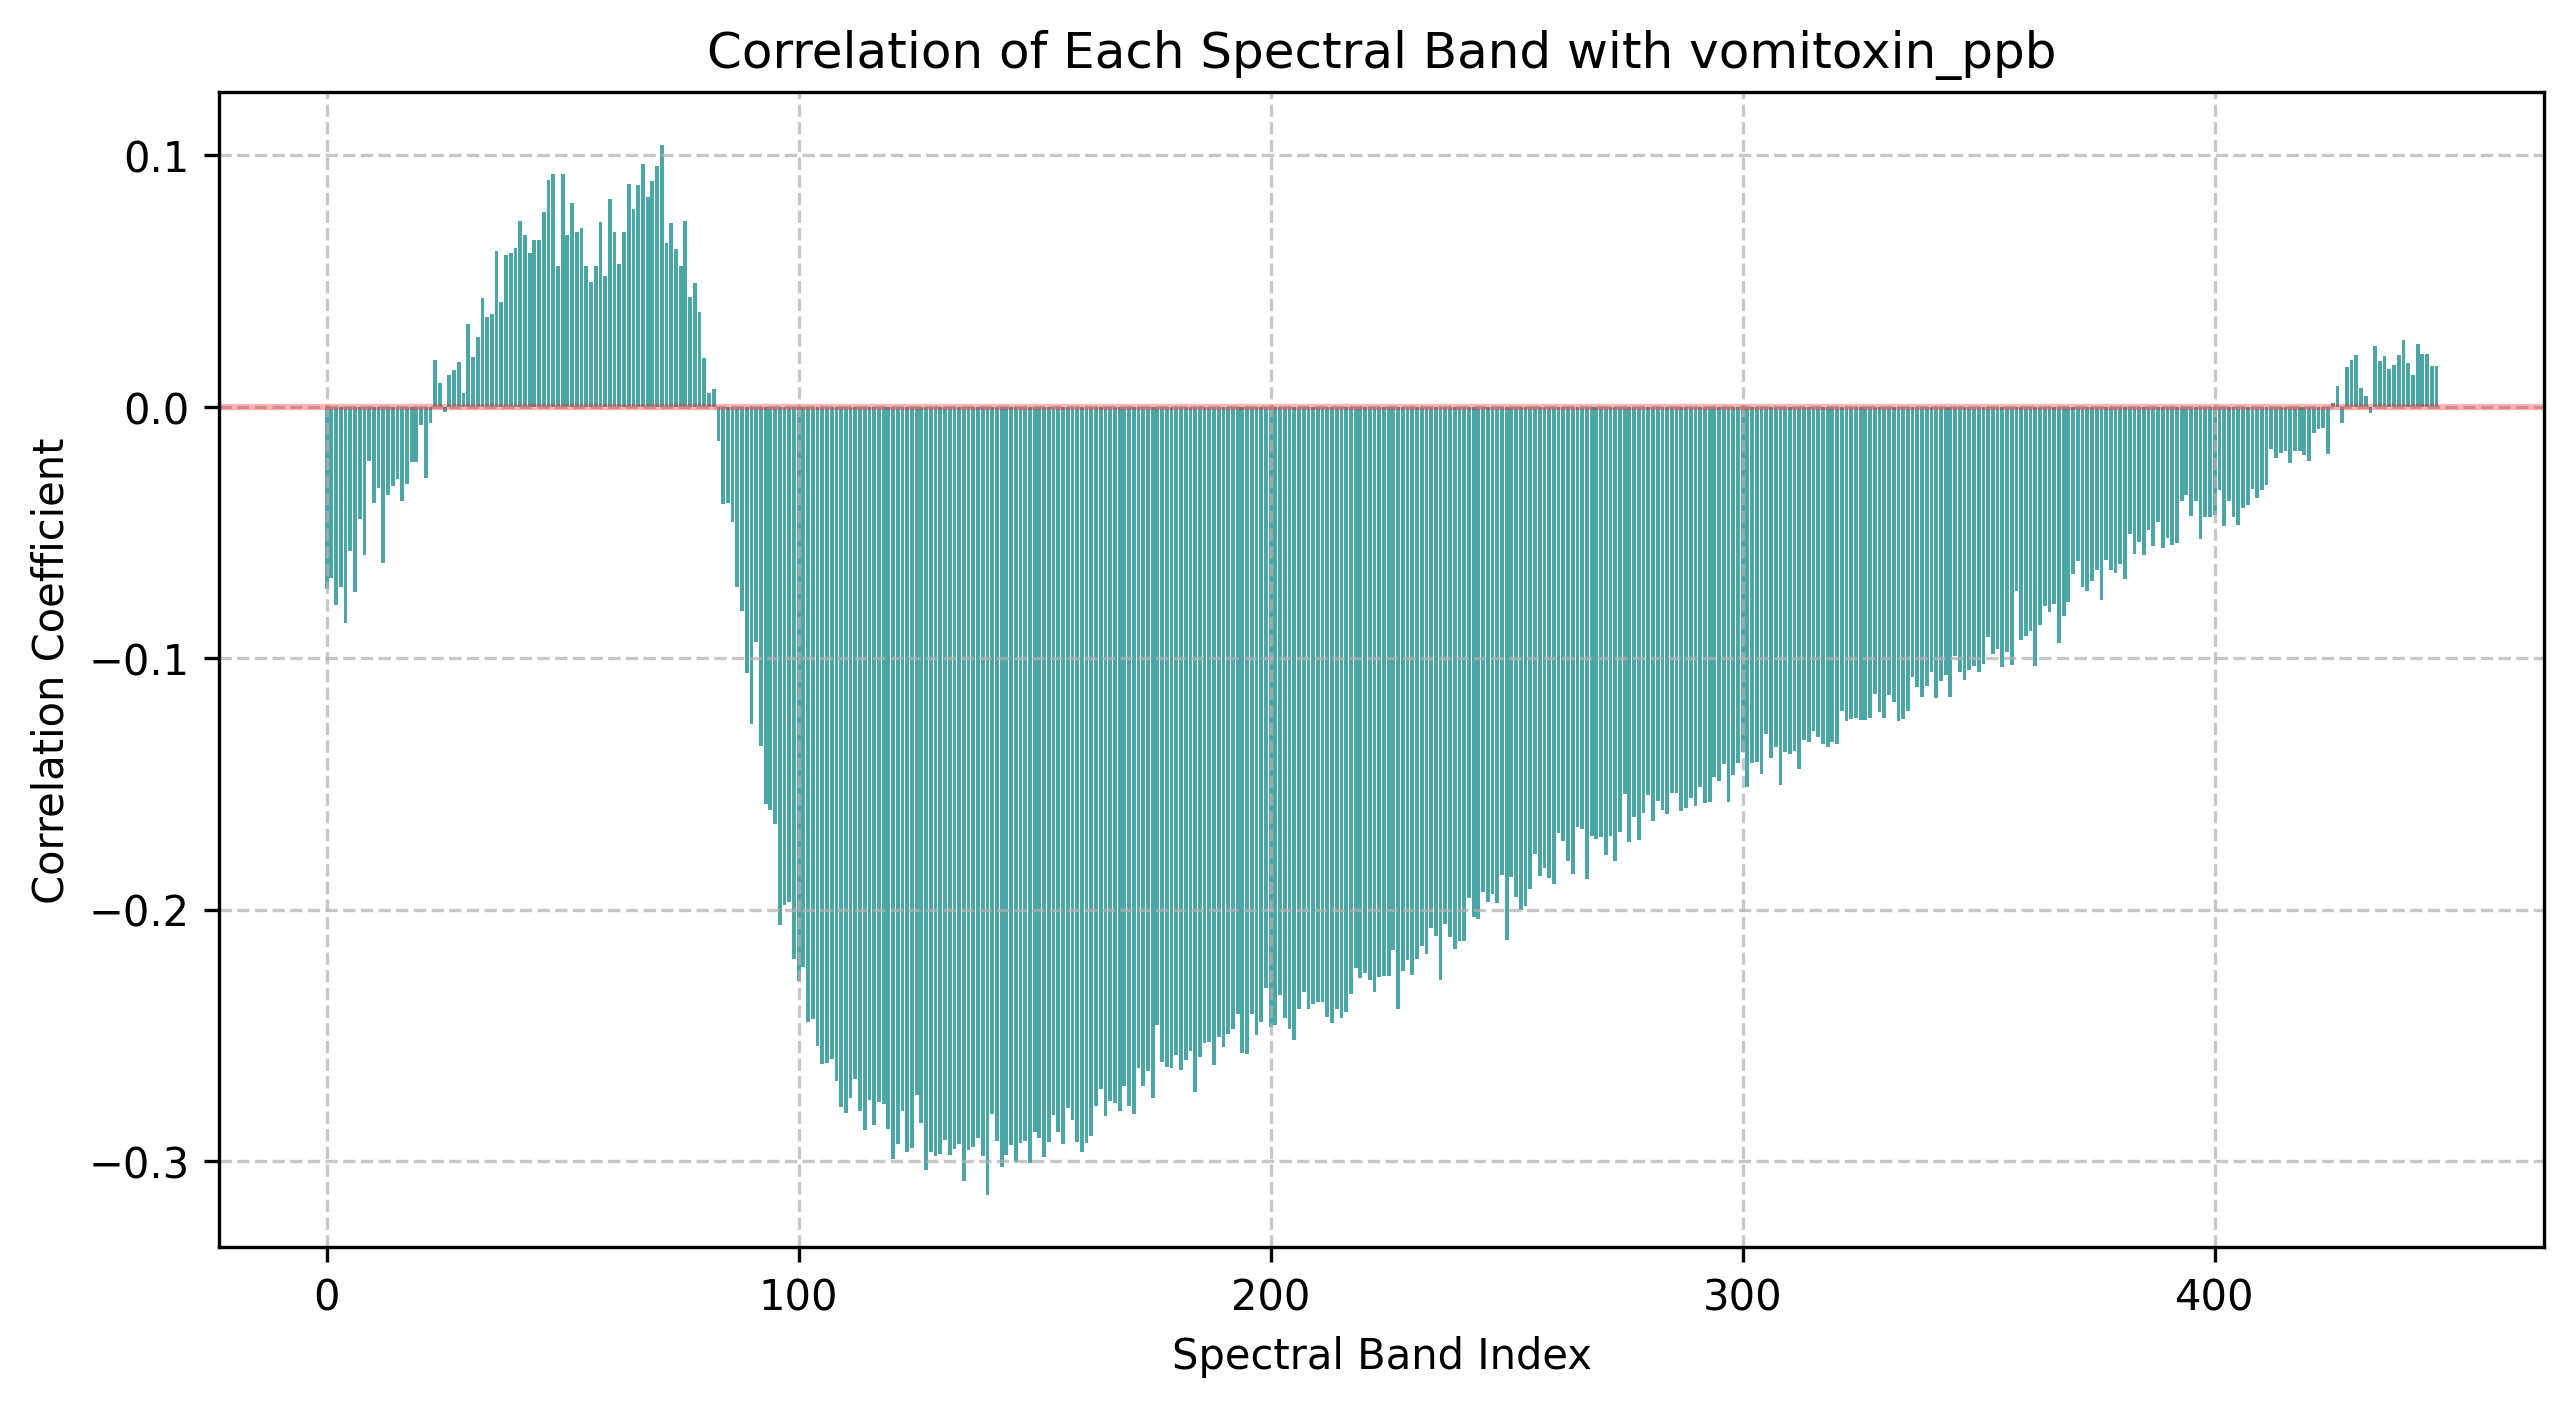 Correlation of Each Spectral Band with vomitoxin_ppb
Correlation Coefficient
0.1
0.0
−0.1
−0.2
−0.3
0 100 200 300 400
Spectral Band Index